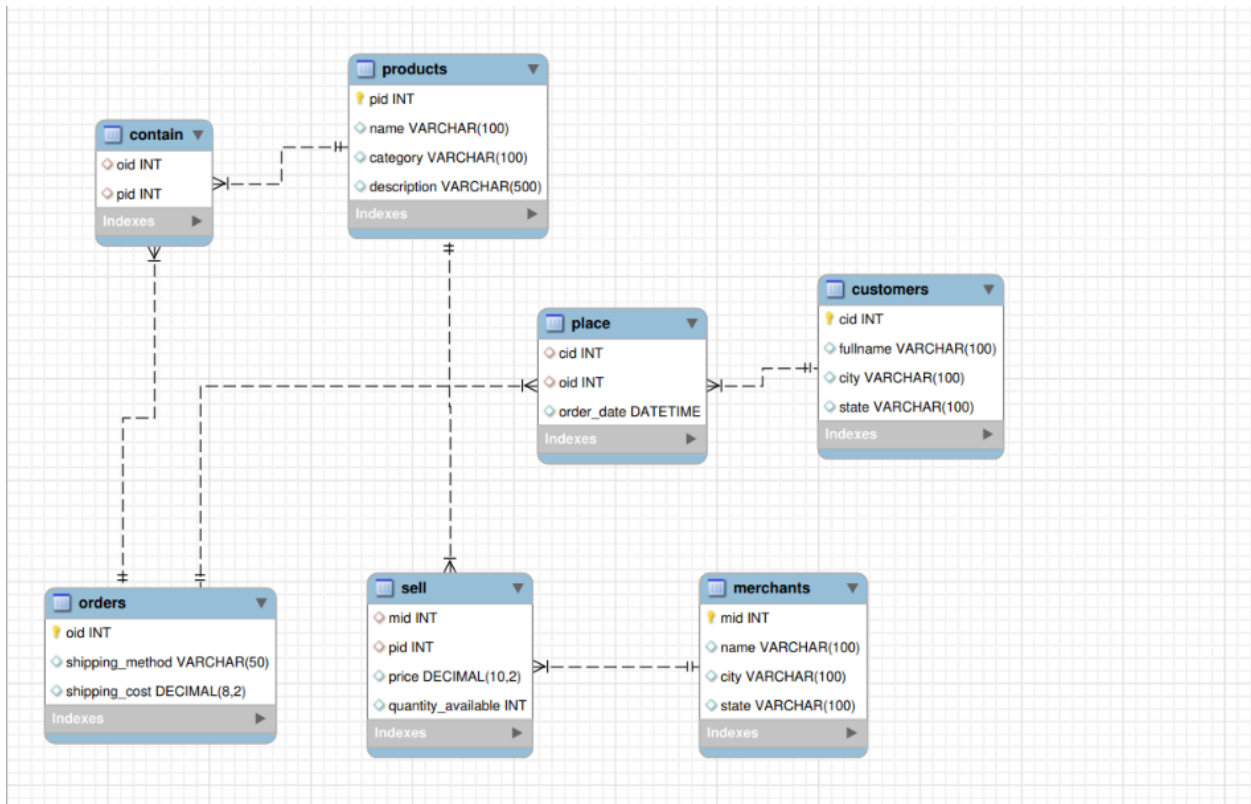 products
pid INT
name VARCHAR(100)
category VARCHAR(100)
description VARCHAR(500)
Indexes
contain
oid INT
pid INT
Indexes
customers
cid INT
fullname VARCHAR(100)
city VARCHAR(100)
state VARCHAR(100)
Indexes
place
cid INT
oid INT
order_date DATETIME
Indexes
orders
oid INT
shipping_method VARCHAR(50)
shipping_cost DECIMAL(8,2)
Indexes
sell
mid INT
pid INT
price DECIMAL(10,2)
quantity_available INT
Indexes
merchants
mid INT
name VARCHAR(100)
city VARCHAR(100)
state VARCHAR(100)
Indexes